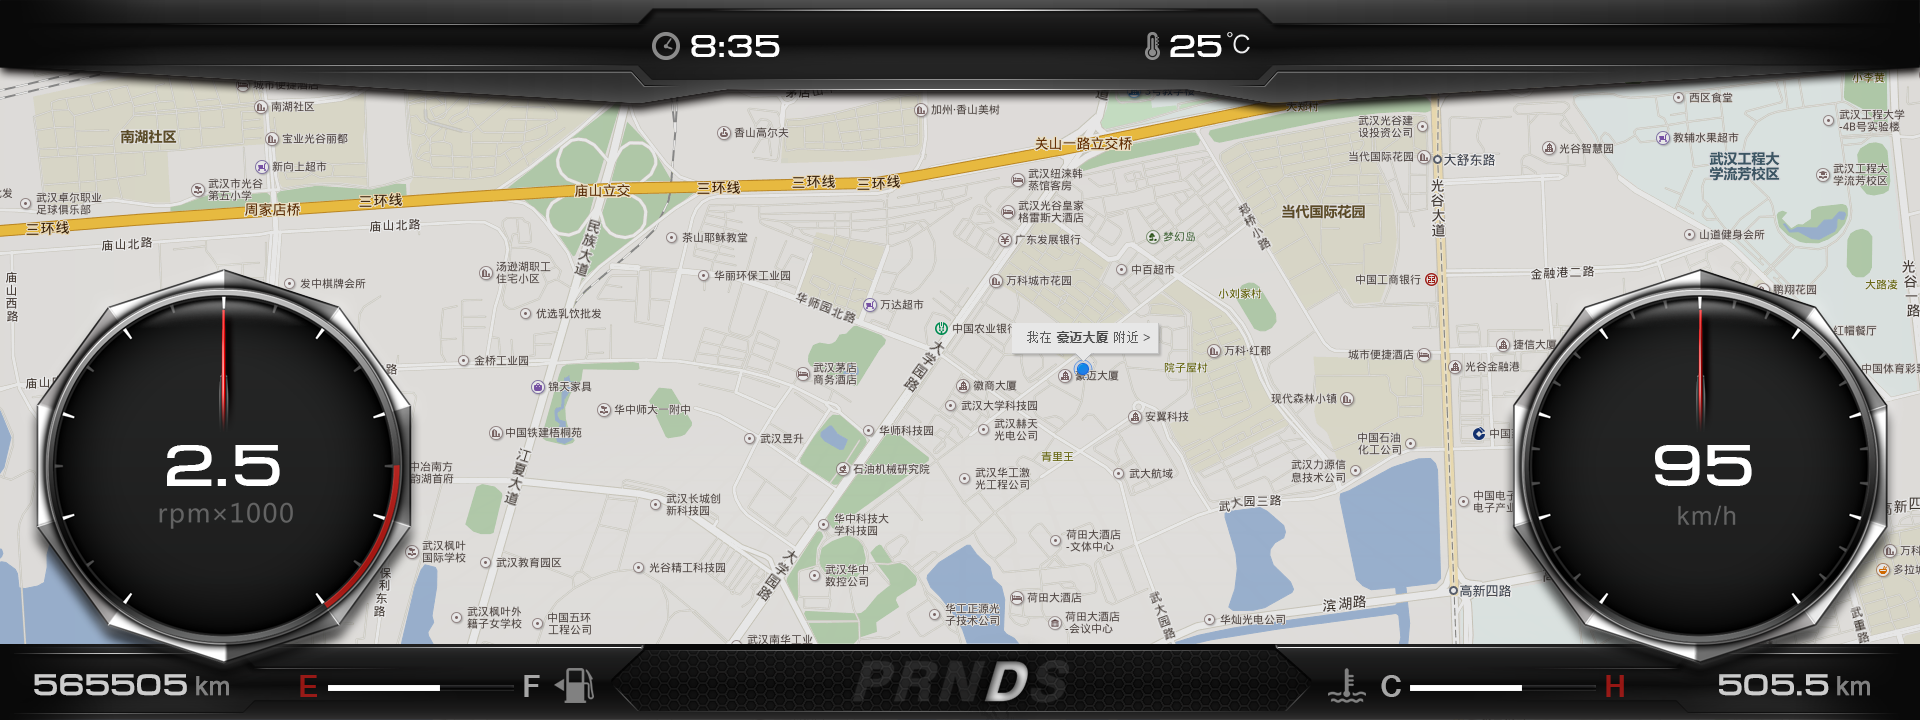 8:35
25°C
城市便捷酒店
南湖社区
南湖社区
宝业光谷丽都
新向上超市
武汉市光谷
第五小学
武汉卓尔职业
足球俱乐部
周家店桥
三环线
三环线
庙山北路
庙山北路
庙山西路
发中棋牌会所
香山高尔夫
加州·香山美树
关山一路立交桥
庙山立交
三环线
三环线
三环线
民族大道
茶山耶稣教堂
汤逊湖职工
住宅小区
华丽环保工业园
优选乳饮批发
金桥工业园
锦天家具
华师园北路
万达超市
武汉纽涞韩
蒸馆客房
武汉光谷皇家
格雷斯大酒店
广东发展银行
万科城市花园
梦幻岛
中百超市
小刘家村
郑桥小路
当代国际花园
武汉光谷建
设投资公司
当代国际花园
大舒东路
光谷大道
中国工商银行
西区食堂
教辅水果超市
光谷智慧园
武汉工程大
学流芳校区
武汉工程大学
-4B号实验楼
武汉工程大
学流芳校区
小李黄
山道健身会所
金融港二路
鹏翔花园
大路凌
光谷一路
红帽餐厅
捷信大厦
光谷金融港
中国体育彩
城市便捷酒店
中国农业银行
我在 豪迈大厦 附近 >
豪迈大厦
徽商大厦
万科·红郡
院子屋村
大学园路
武汉茅店
商务酒店
华中师大一附中
中国铁建梧桐苑
武汉昱升
华师科技园
武汉大学科技园
武汉赫天
光电公司
安翼科技
现代森林小镇
中国石油
化工公司
青里王
武汉力源信
息技术公司
石油机械研究院
武汉华工激
光工程公司
武大航域
武大园三路
江夏大道
中冶南方
韵湖首府
武汉长城创
新科技园
华中科技大
学科技园
荷田大酒店
-文体中心
中国电子
电子产业
武汉枫叶
国际学校
武汉教育园区
光谷精工科技园
大学园路
武汉华中
数控公司
保利东路
武汉枫叶外
籍子女学校
中国五环
工程公司
武汉南华工业
华工正源光
子技术公司
荷田大酒店
荷田大酒店
-会议中心
武大园路
华灿光电公司
滨湖路
高新四路
高新四
万科
多拉
武重路
2.5
rpm×1000
95
km/h
565505 km
E
F
PRNDS
C
H
505.5 km